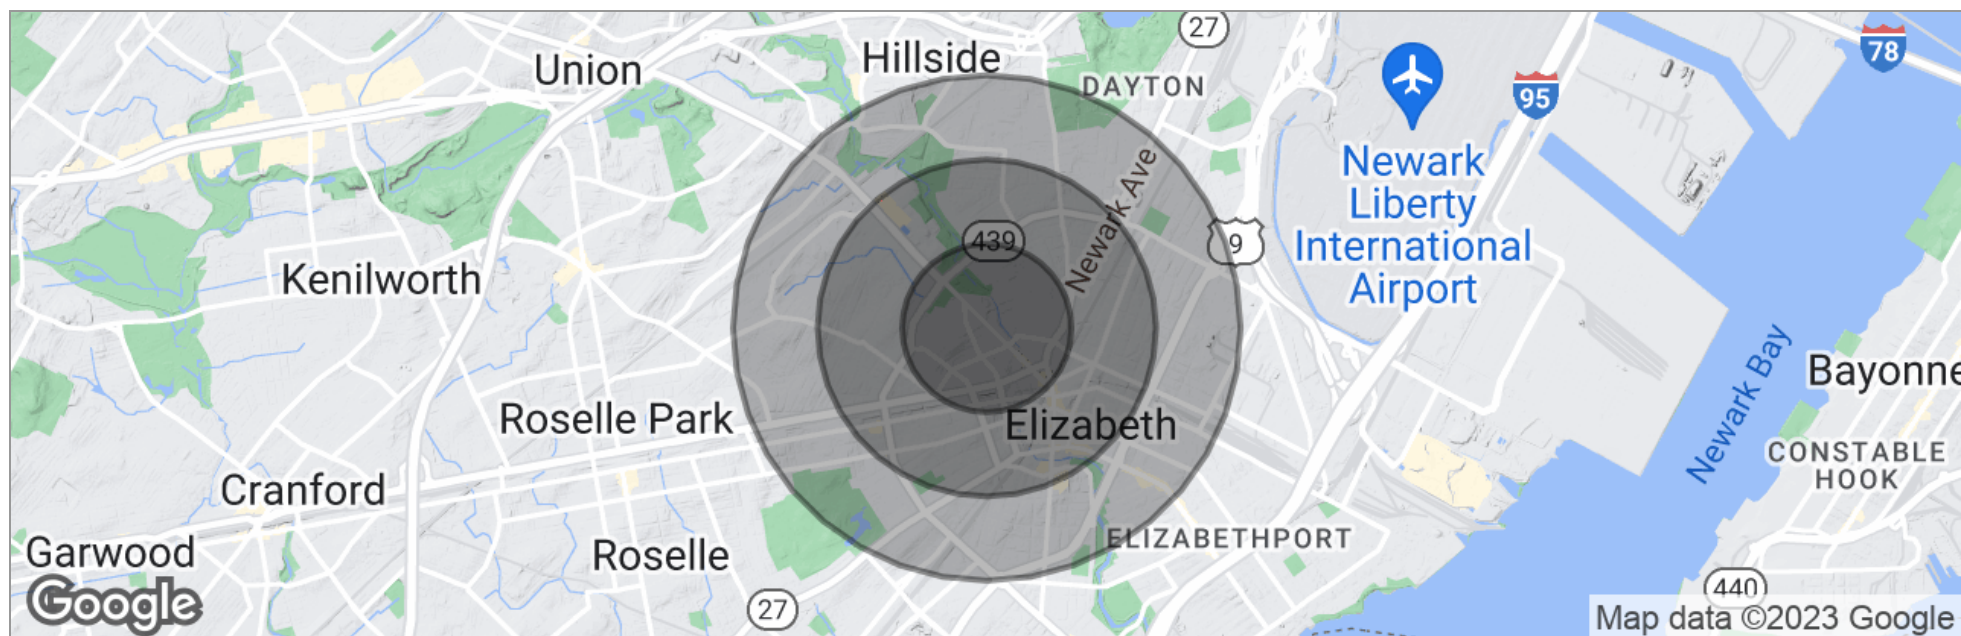 27
Hillside
Union
DAYTON
78
95
Newark
Liberty
International
Airport
Newark Ave
439
9
Kenilworth
Newark Bay
Bayonne
Roselle Park
Elizabeth
CONSTABLE
HOOK
Cranford
ELIZABETHPORT
Garwood
Roselle
440
27
Google
Map data ©2023 Google